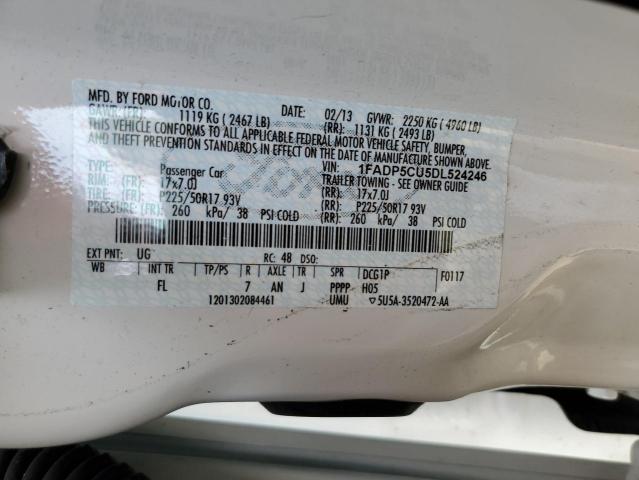 MFD. BY FORD MOTOR CO. DATE: 02/13 GVWR: 2250 KG (4960 LB)
GAWR: (FR): 1119 KG (2467 LB) (RR): 1131 KG (2493 LB)
THIS VEHICLE CONFORMS TO ALL APPLICABLE FEDERAL MOTOR VEHICLE SAFETY, BUMPER,
AND THEFT PREVENTION STANDARDS IN EFFECT ON THE DATE OF MANUFACTURE SHOWN ABOVE.
VIN: 1FADP5CU5DL524246
TYPE: Passenger Car TRAILER TOWING - SEE OWNER GUIDE
RIM: (FR): 17x7.0J (RR): 17x7.0J
TIRE: (FR): P225/50R17 93V (RR): P225/50R17 93V
PRESSURE: (FR): 260 kPa/ 38 PSI COLD (RR): 260 kPa/ 38 PSI COLD
EXT PNT: UG RC: 48 DSO:
WB INT TR TP/PS R AXLE TR SPR DCG1P F0117
FL 7 AN J PPPP H05
1201302084461 UMU ▽5U5A-3520472-AA